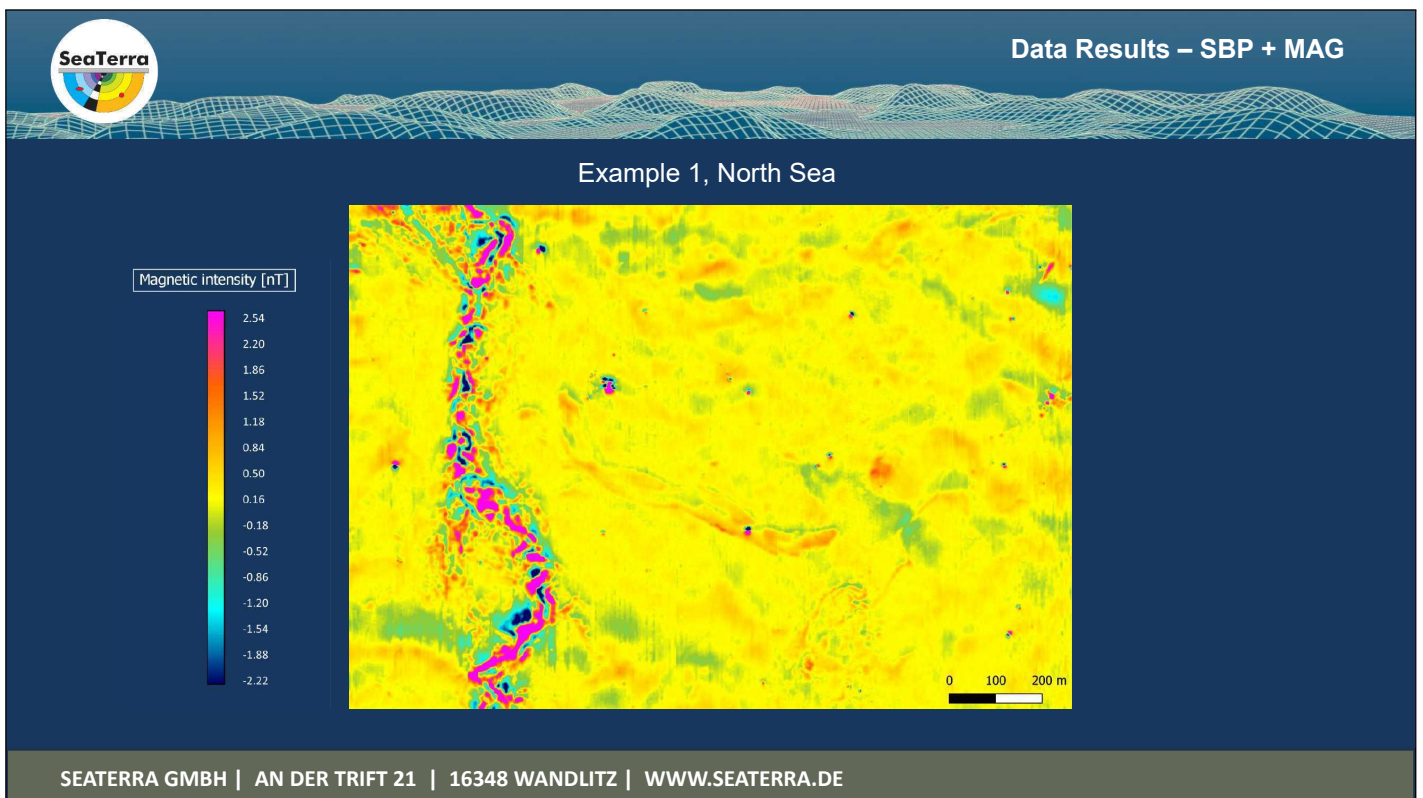 SeaTerra
Data Results – SBP + MAG
Example 1, North Sea
Magnetic intensity [nT]
2.54
2.20
1.86
1.52
1.18
0.84
0.50
0.16
-0.18
-0.52
-0.86
-1.20
-1.54
-1.88
-2.22
0 100 200 m
SEATERRA GMBH | AN DER TRIFT 21 | 16348 WANDLITZ | WWW.SEATERRA.DE